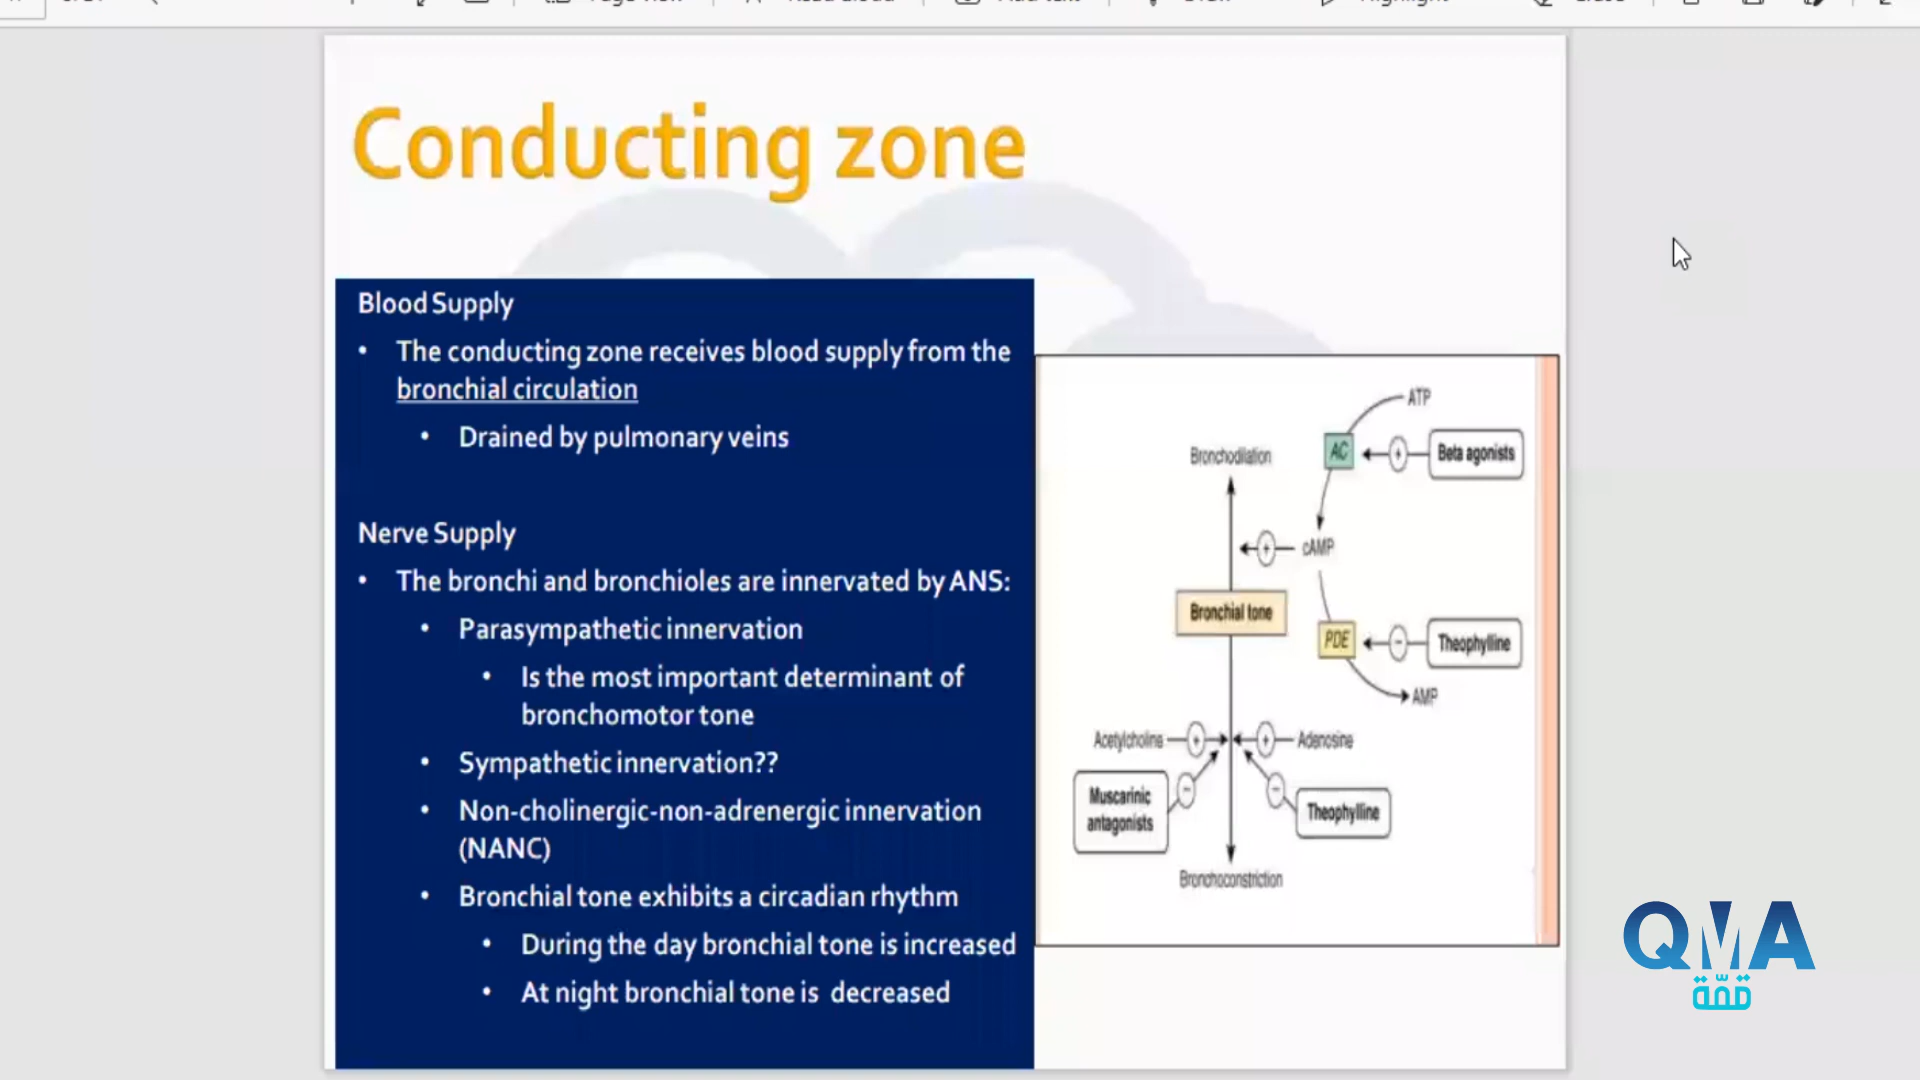 Conducting zone
Blood Supply
• The conducting zone receives blood supply from the
bronchial circulation
• Drained by pulmonary veins
Nerve Supply
• The bronchi and bronchioles are innervated by ANS:
• Parasympathetic innervation
• Is the most important determinant of
bronchomotor tone
• Sympathetic innervation??
• Non-cholinergic-non-adrenergic innervation
(NANC)
• Bronchial tone exhibits a circadian rhythm
• During the day bronchial tone is increased
• At night bronchial tone is decreased
ATP
Bronchodilation
AC
+
Beta agonists
+
cAMP
Bronchial tone
PDE
−
Theophylline
AMP
Acetylcholine
+
+
Adenosine
Muscarinic
antagonists
−
−
Theophylline
Bronchoconstriction
QMA
قمّة